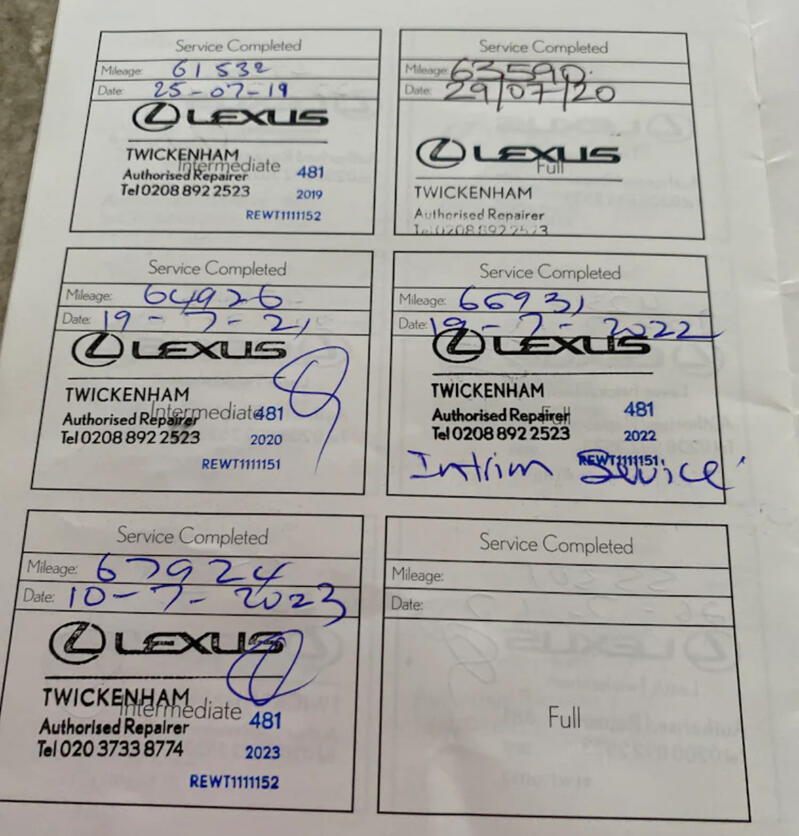 Service Completed
Mileage: 61532
Date: 25-07-19
LEXUS
TWICKENHAM
Intermediate
Authorised Repairer
481
Tel 0208 892 2523
2019
REWT1111152
Service Completed
Mileage: 63590
Date: 29/07/20
LEXUS
Full
TWICKENHAM
Authorised Repairer
Tel 0208 892 2523
Service Completed
Mileage: 64926
Date: 19-7-21
LEXUS
TWICKENHAM
Intermediate
Authorised Repairer
481
Tel 0208 892 2523
2020
REWT1111151
Service Completed
Mileage: 66931
Date: 19-7-2022
LEXUS
TWICKENHAM
Full
Authorised Repairer
481
Tel 0208 892 2523
2022
REWT1111151
Intrim Service
Service Completed
Mileage: 67924
Date: 10-7-2023
LEXUS
TWICKENHAM
Intermediate
Authorised Repairer
481
Tel 020 3733 8774
2023
REWT1111152
Service Completed
Mileage:
Date:
Full